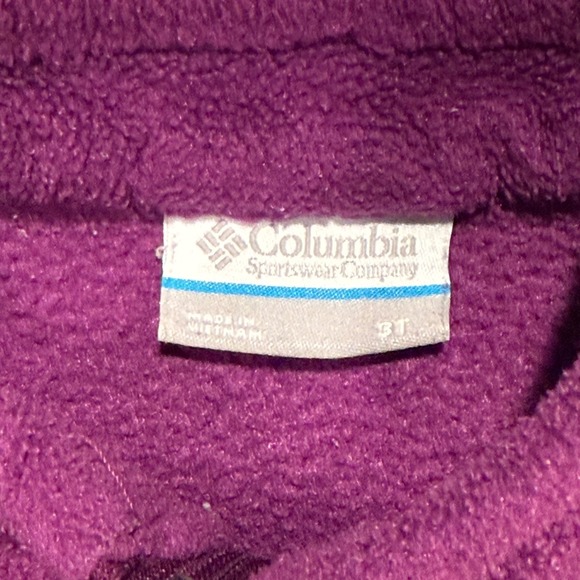 Columbia
Sportswear Company
MADE IN
VIETNAM
3T